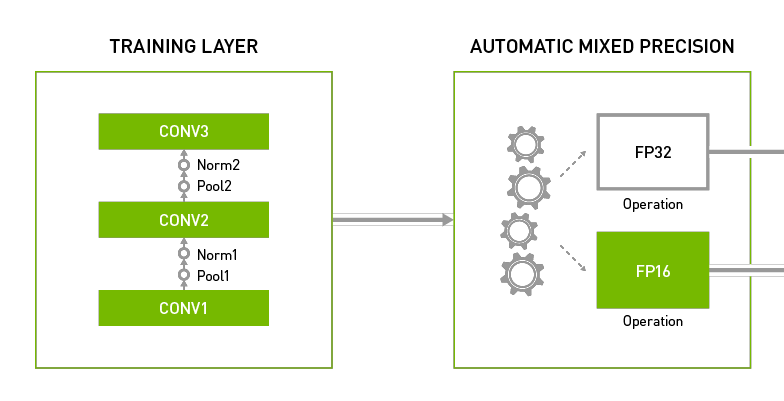 TRAINING LAYER
CONV3
Norm2
Pool2
CONV2
Norm1
Pool1
CONV1
AUTOMATIC MIXED PRECISION
FP32
Operation
FP16
Operation